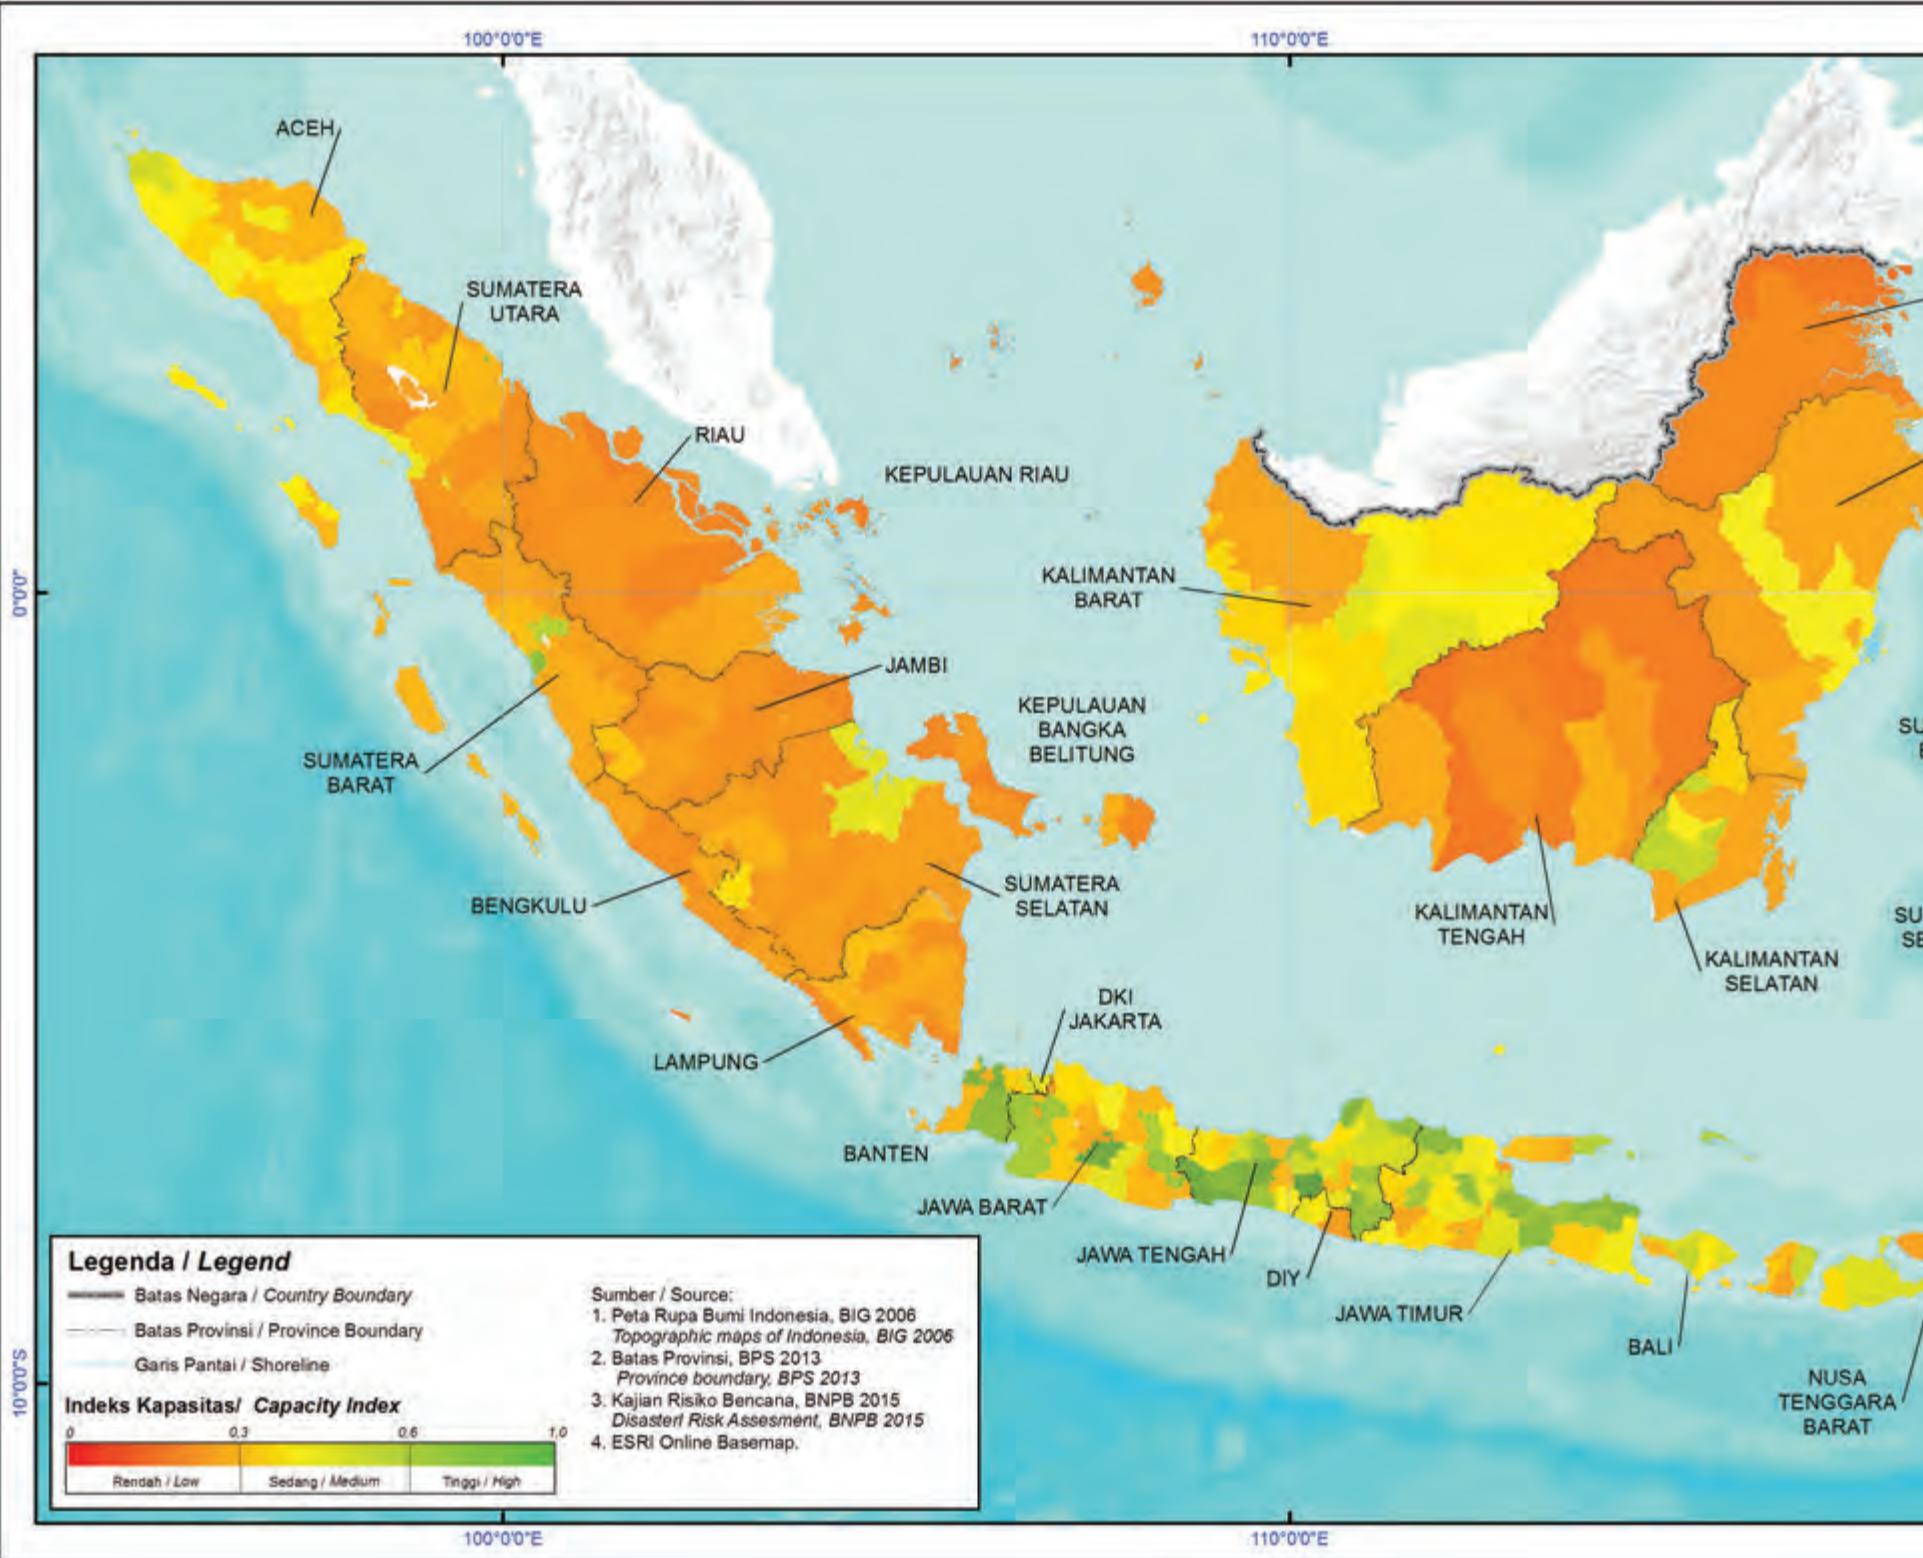 100°0'0"E
110°0'0"E
ACEH
SUMATERA
UTARA
RIAU
KEPULAUAN RIAU
0°0'0"
KALIMANTAN
BARAT
JAMBI
KEPULAUAN
BANGKA
BELITUNG
SUMATERA
BARAT
SU
BENGKULU
SUMATERA
SELATAN
KALIMANTAN
TENGAH
SU
SE
KALIMANTAN
SELATAN
DKI
JAKARTA
LAMPUNG
BANTEN
JAWA BARAT
JAWA TENGAH
DIY
JAWA TIMUR
BALI
NUSA
TENGGARA
BARAT
10°0'0"S
Legenda / Legend
Batas Negara / Country Boundary
Batas Provinsi / Province Boundary
Garis Pantai / Shoreline
Indeks Kapasitas/ Capacity Index
0 0,3 0,6 1,0
Rendah / Low
Sedang / Medium
Tinggi / High
Sumber / Source:
1. Peta Rupa Bumi Indonesia, BIG 2006
Topographic maps of Indonesia, BIG 2006
2. Batas Provinsi, BPS 2013
Province boundary, BPS 2013
3. Kajian Risiko Bencana, BNPB 2015
Disasterl Risk Assesment, BNPB 2015
4. ESRI Online Basemap.
100°0'0"E
110°0'0"E